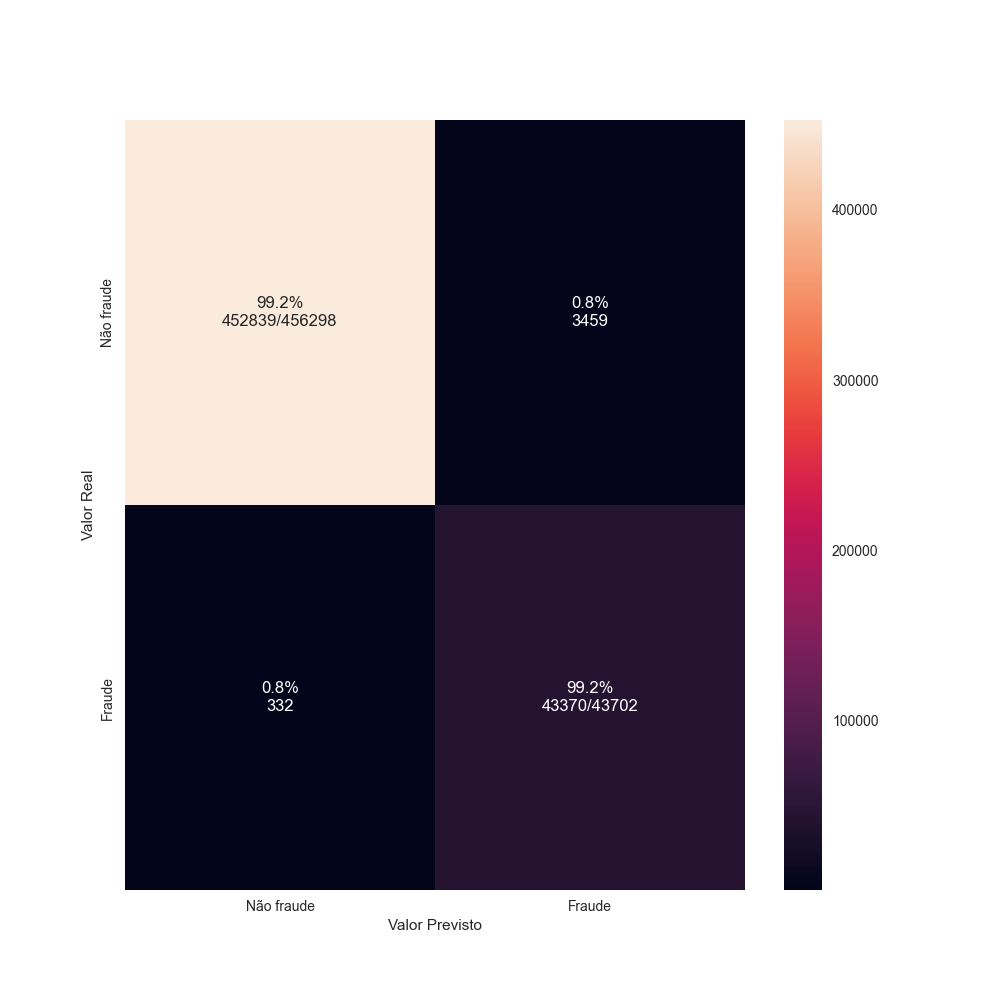 99.2%
452839/456298
0.8%
3459
0.8%
332
99.2%
43370/43702
Não fraude
Fraude
Valor Real
Não fraude
Fraude
Valor Previsto
400000
300000
200000
100000